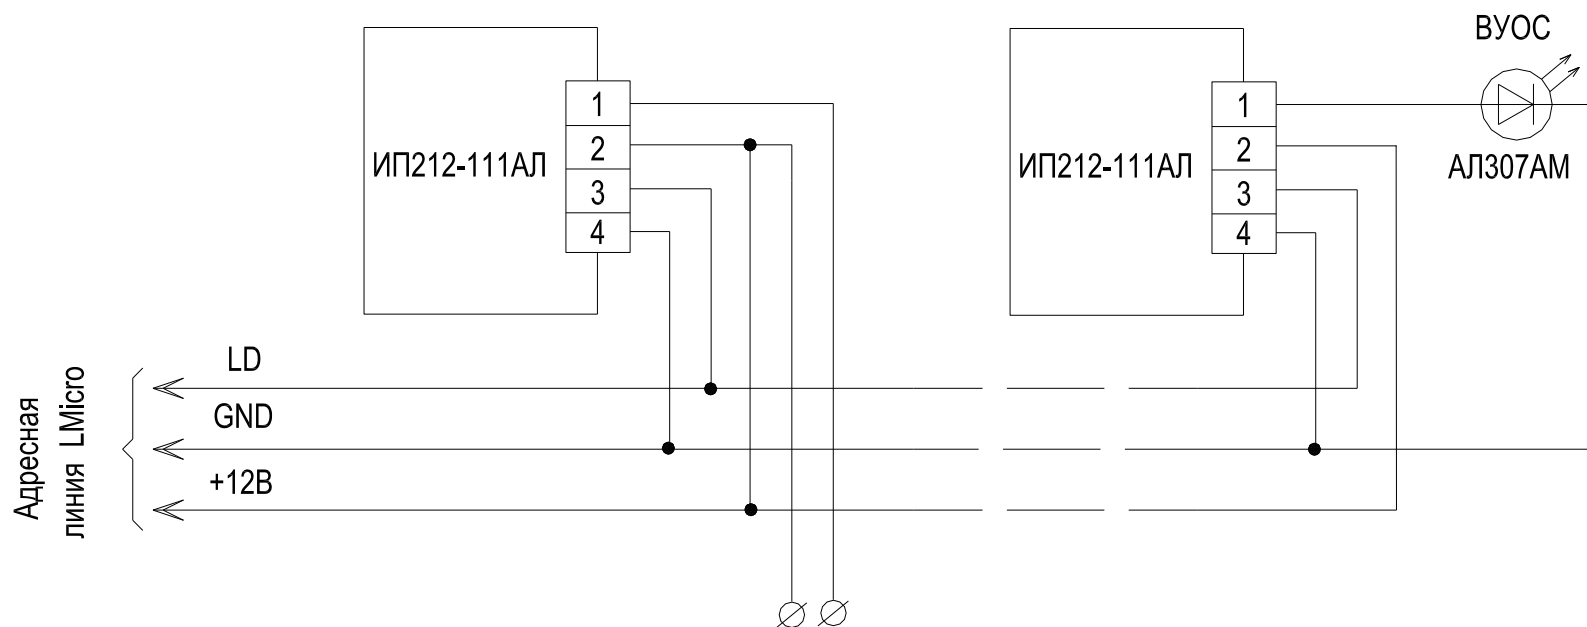 ВУОС
1
2
3
4
ИП212-111АЛ
1
2
3
4
ИП212-111АЛ
АЛ307АМ
Адресная
линия LMicro
LD
GND
+12В